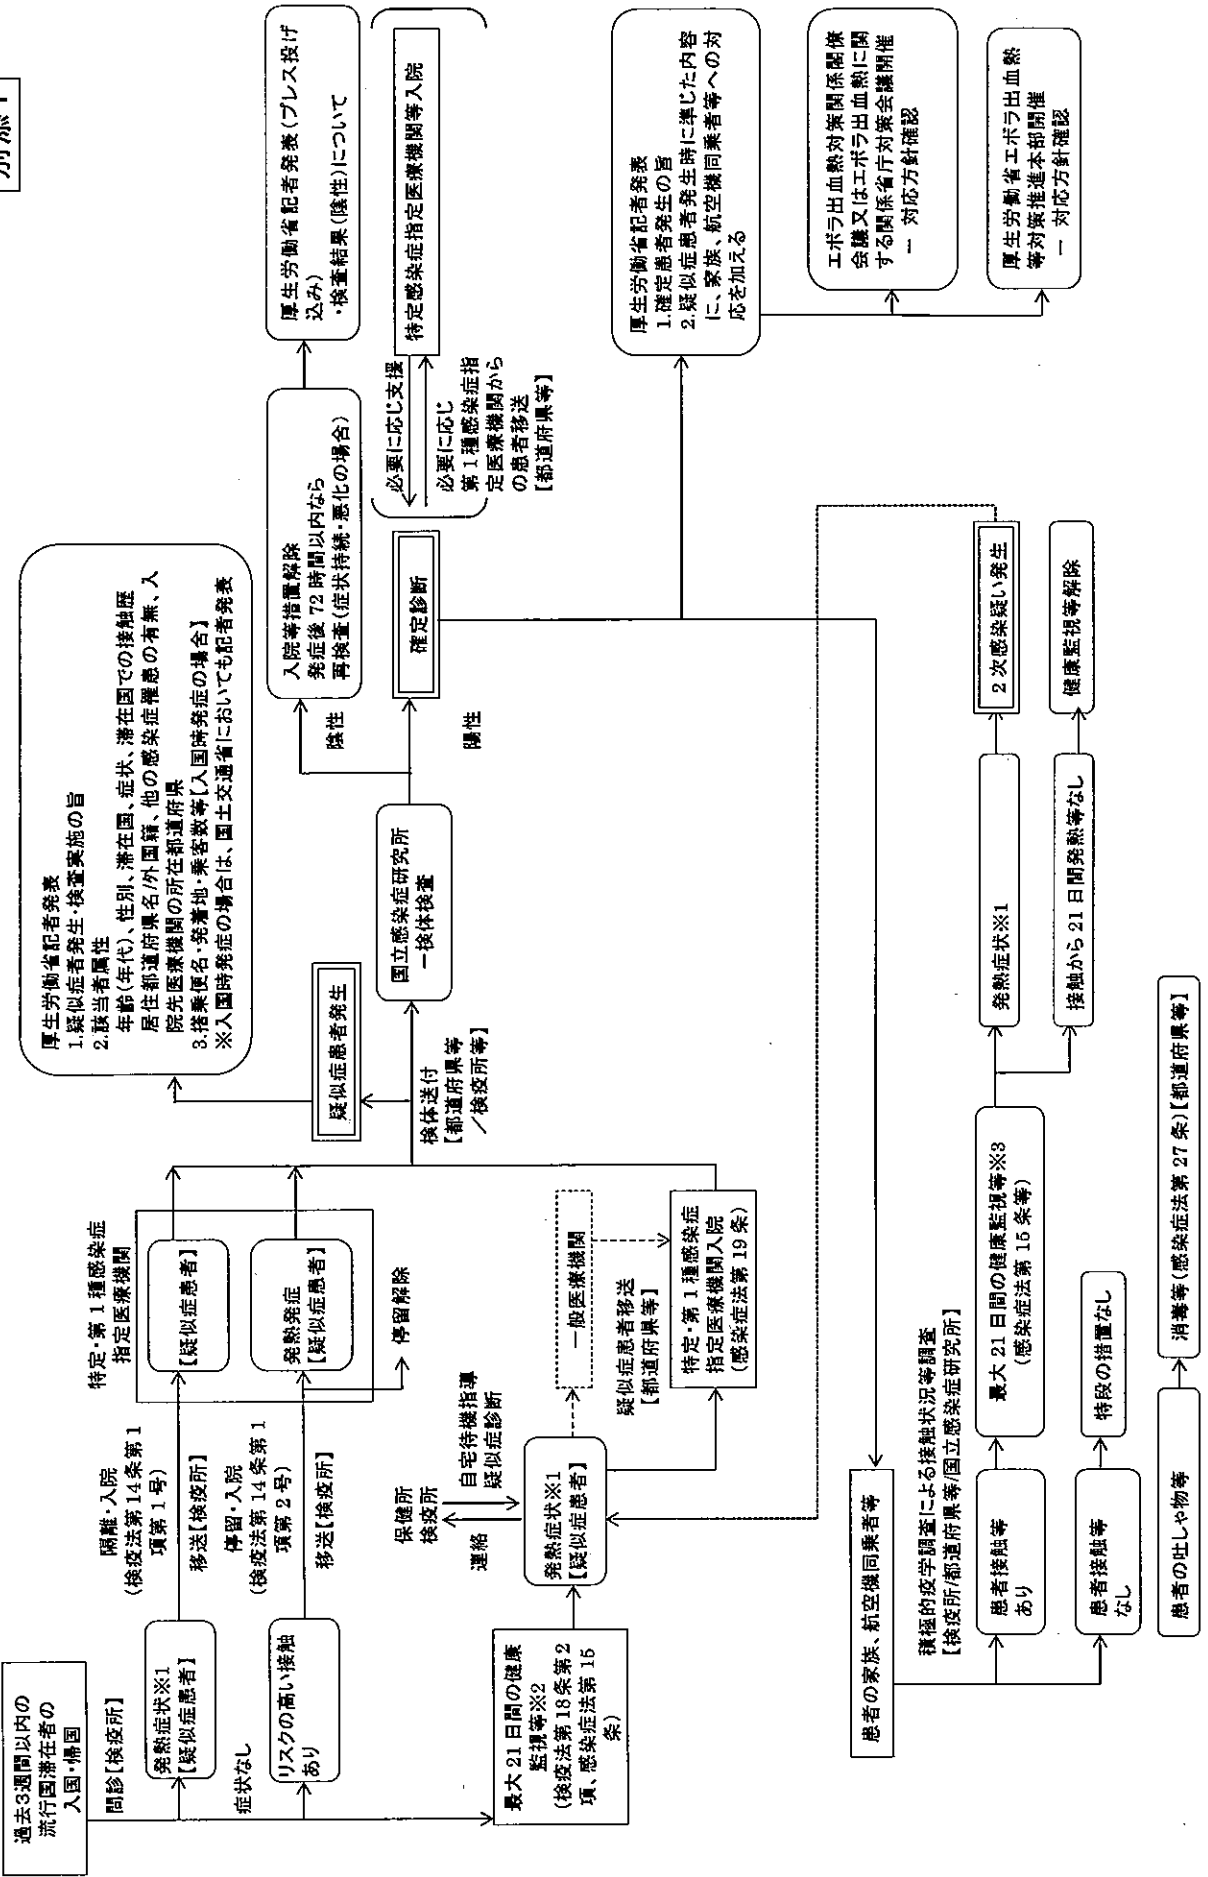 別添1
過去3週間以内の
流行国滞在者の
入国・帰国
問診【検疫所】
発熱症状※1
【疑似症患者】
症状なし
リスクの高い接触
あり
隔離・入院
(検疫法第14条第1
項第1号)
移送【検疫所】
停留・入院
(検疫法第14条第1
項第2号)
移送【検疫所】
特定・第1種感染症
指定医療機関
【疑似症患者】
発熱発症
【疑似症患者】
停留解除
最大21日間の健康
監視等※2
(検疫法第18条第2
項、感染症法第15
条)
保健所
検疫所
連絡
自宅待機指導
疑似症診断
発熱症状※1
【疑似症患者】
一般医療機関
疑似症患者移送
【都道府県等】
特定・第1種感染症
指定医療機関入院
(感染症法第19条)
疑似症患者発生
検体送付
【都道府県等
/検疫所等】
厚生労働省記者発表
1.疑似症者発生・検査実施の旨
2.該当者属性
年齢(年代)、性別、滞在国、症状、滞在国での接触歴
居住都道府県名/外国籍、他の感染症罹患の有無、入
院先医療機関の所在都道府県
3.搭乗便名・発着地・乗客数等【入国時発症の場合】
※入国時発症の場合は、国土交通省においても記者発表
国立感染症研究所
ー検体検査
陰性
陽性
入院等措置解除
発症後72時間以内なら
再検査(症状持続・悪化の場合)
厚生労働省記者発表(プレス投げ
込み)
・検査結果(陰性)について
確定診断
必要に応じ支援
必要に応じ
第1種感染症指
定医療機関から
の患者移送
【都道府県等】
特定感染症指定医療機関等入院
厚生労働省記者発表
1.確定患者発生の旨
2.疑似症患者発生時に準じた内容
に、家族、航空機同乗者等への対
応を加える
エボラ出血熱対策関係閣僚
会議又はエボラ出血熱に関
する関係省庁対策会議開催
ー 対応方針確認
厚生労働省エボラ出血熱
等対策推進本部開催
ー 対応方針確認
患者の家族、航空機同乗者等
積極的疫学調査による接触状況等調査
【検疫所/都道府県等/国立感染症研究所】
患者接触等
あり
最大21日間の健康監視等※3
(感染症法第15条等)
発熱症状※1
2次感染疑い発生
接触から21日間発熱等なし
健康監視等解除
患者接触等
なし
特段の措置なし
患者の吐しゃ物等
消毒等(感染症法第27条)【都道府県等】